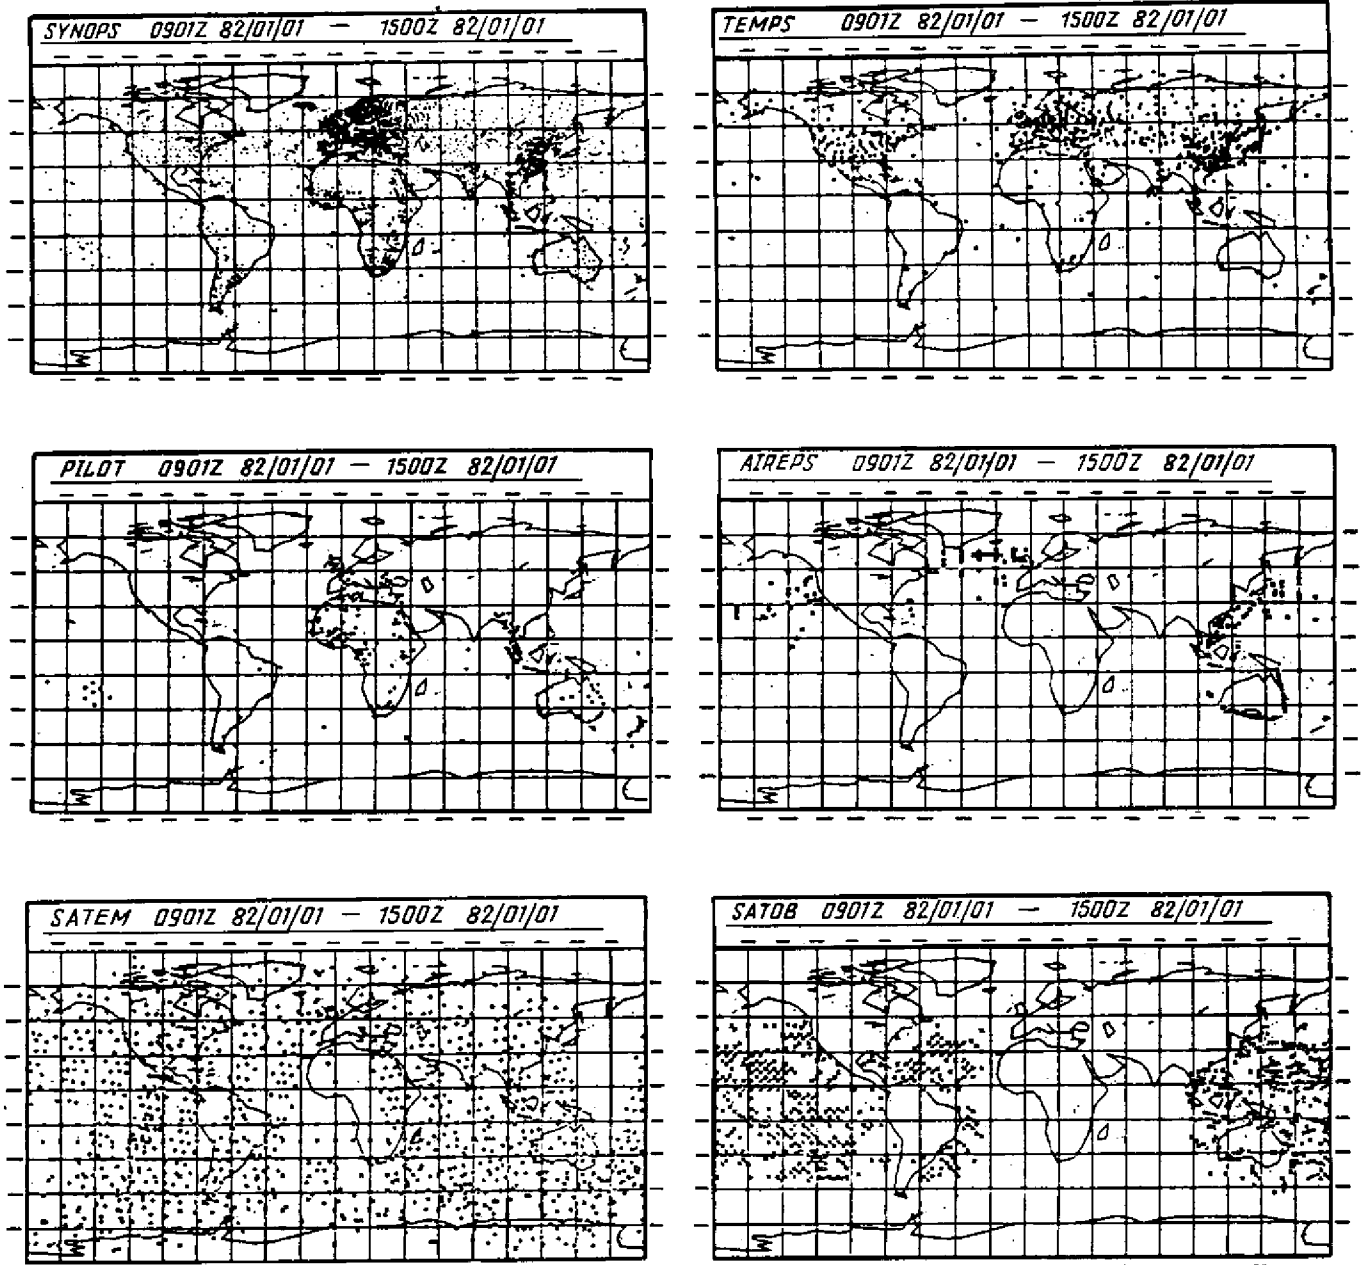 SYNOPS 0901Z 82/01/01 — 1500Z 82/01/01
TEMPS 0901Z 82/01/01 — 1500Z 82/01/01
PILOT 0901Z 82/01/01 — 1500Z 82/01/01
AIREPS 0901Z 82/01/01 — 1500Z 82/01/01
SATEM 0901Z 82/01/01 — 1500Z 82/01/01
SATOB 0901Z 82/01/01 — 1500Z 82/01/01